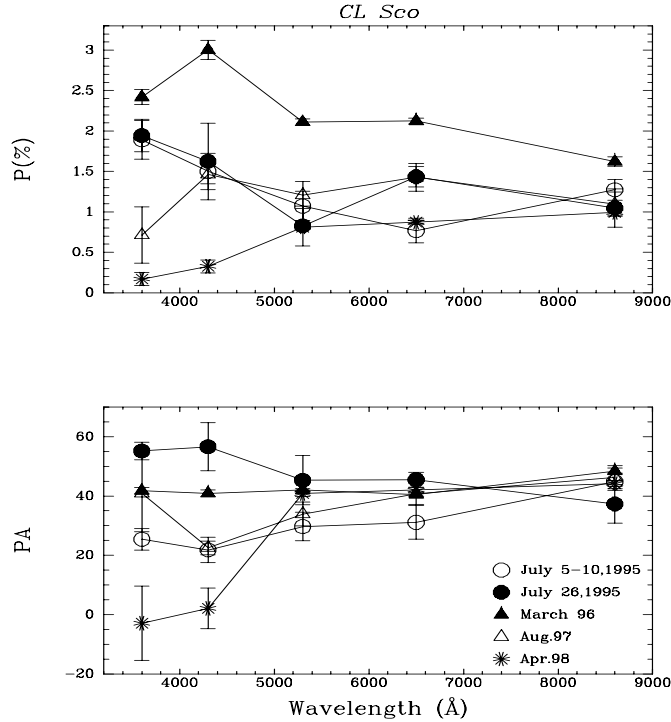 CL Sco
P(%)
3
2.5
2
1.5
1
0.5
0
4000 5000 6000 7000 8000 9000
PA
60
40
20
0
−20
July 5−10,1995
July 26,1995
March 96
Aug.97
Apr.98
4000 5000 6000 7000 8000 9000
Wavelength (Å)